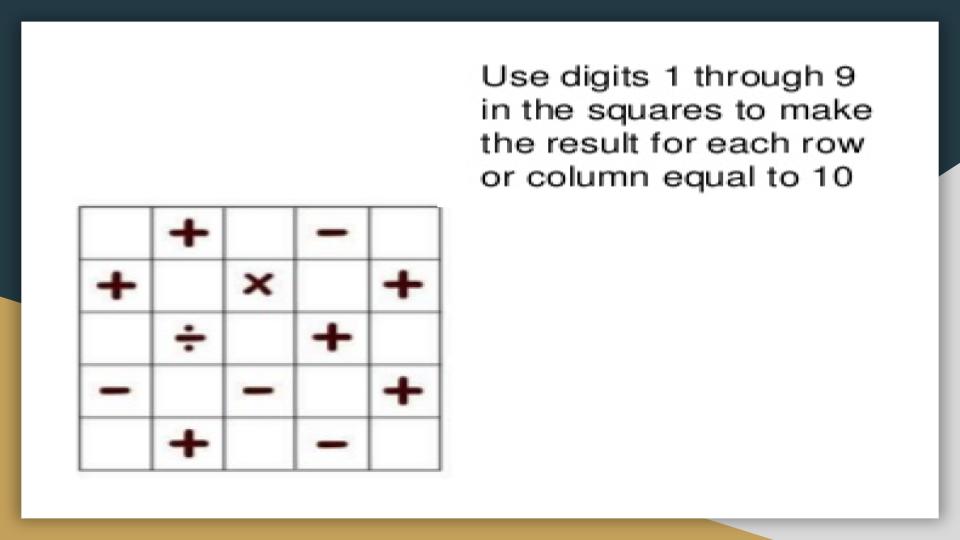 Use digits 1 through 9
in the squares to make
the result for each row
or column equal to 10
+ −
+ × +
÷ +
− − +
+ −